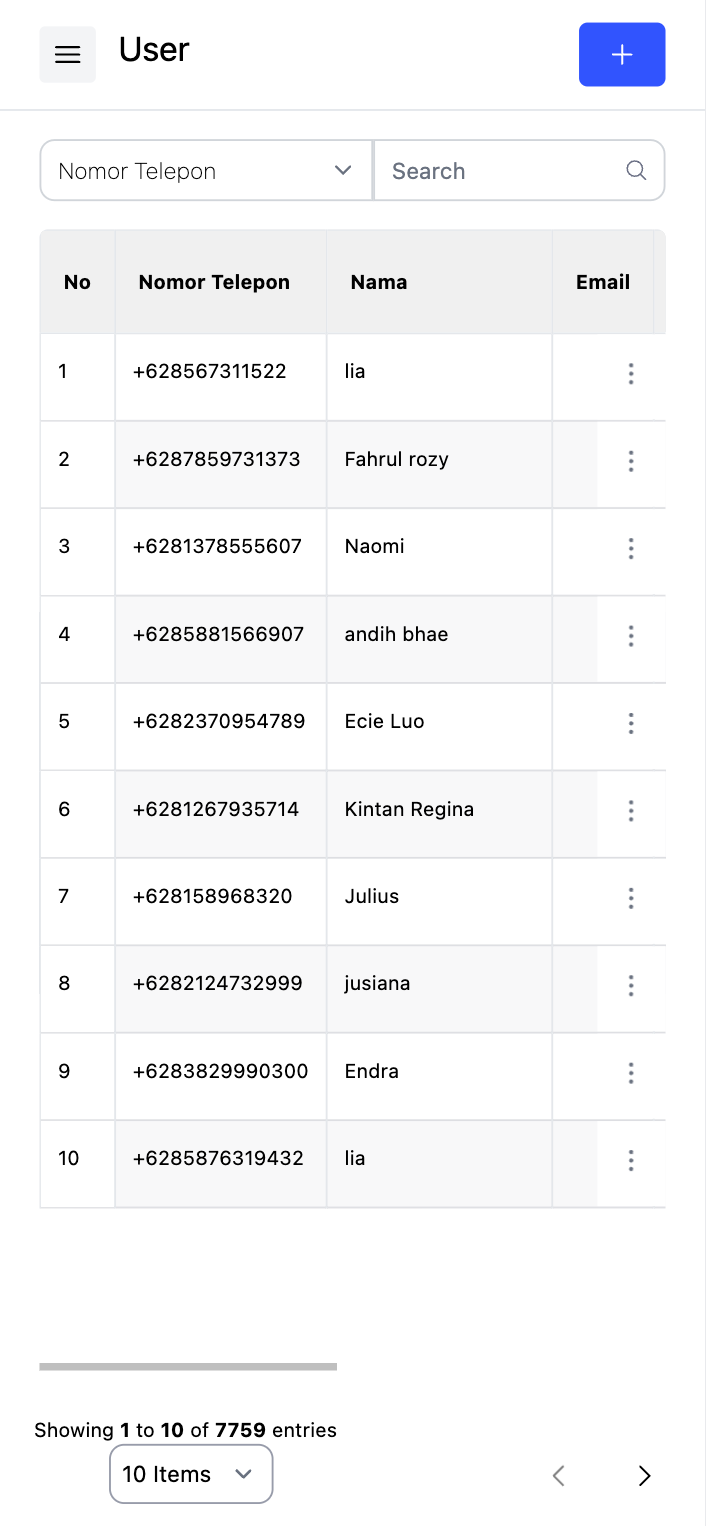 User
Nomor Telepon Search
No Nomor Telepon Nama Email
1 +628567311522 lia
2 +6287859731373 Fahrul rozy
3 +6281378555607 Naomi
4 +6285881566907 andih bhae
5 +6282370954789 Ecie Luo
6 +6281267935714 Kintan Regina
7 +628158968320 Julius
8 +6282124732999 jusiana
9 +6283829990300 Endra
10 +6285876319432 lia
Showing 1 to 10 of 7759 entries
10 Items